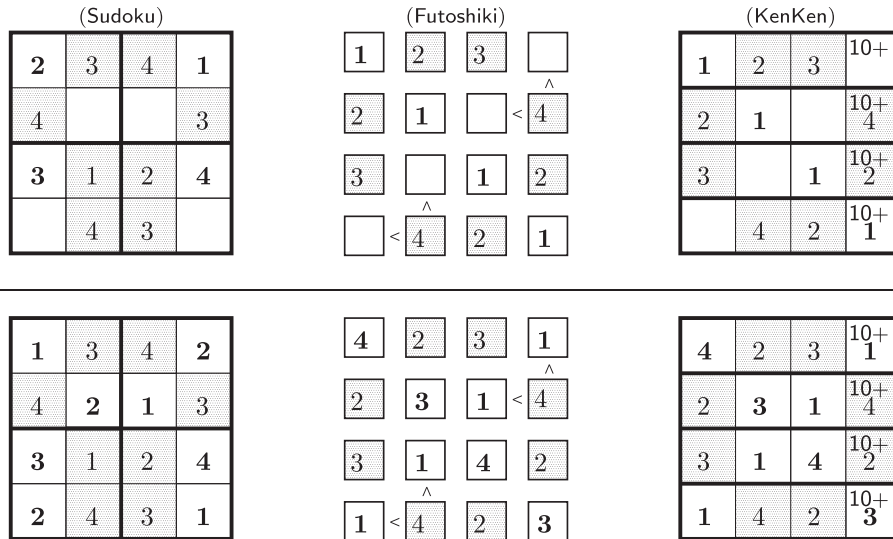 (Sudoku) (Futoshiki) (KenKen)
2 3 4 1 1 2 3 1 2 3 10+
^
4 3 2 1 < 4 2 1 10+ 4
3 1 2 4 3 1 2 3 1 10+ 2
^
4 3 < 4 2 1 4 2 10+ 1
1 3 4 2 4 2 3 1 4 2 3 10+ 1
^
4 2 1 3 2 3 1 < 4 2 3 1 10+ 4
3 1 2 4 3 1 4 2 3 1 4 10+ 2
^
2 4 3 1 1 < 4 2 3 1 4 2 10+ 3